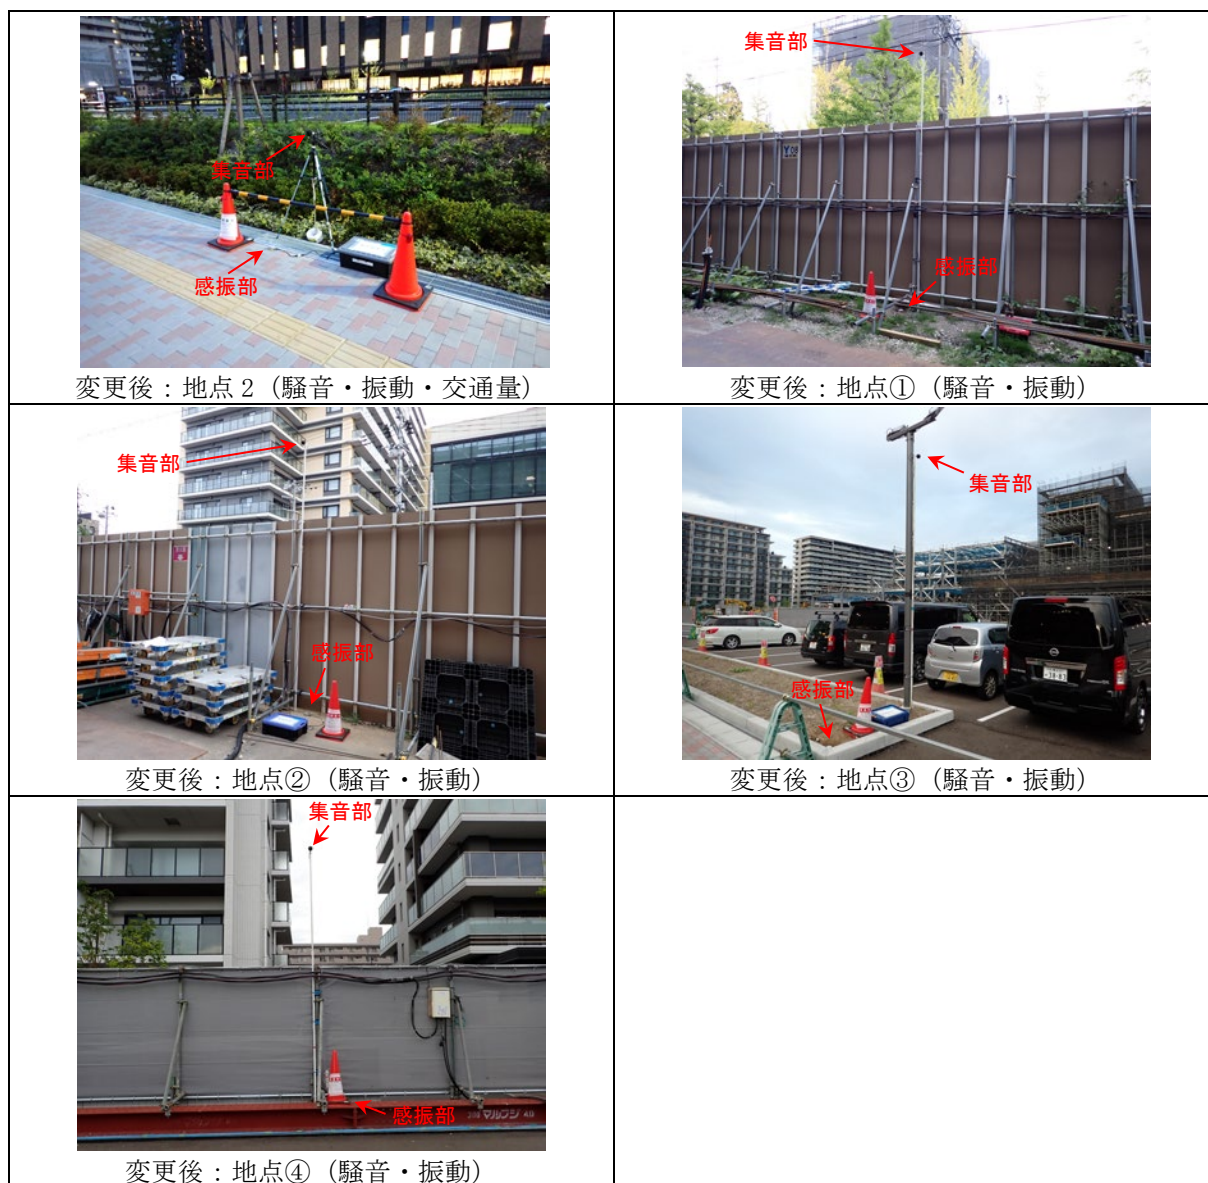 集音部
感振部
変更後：地点２（騒音・振動・交通量）
集音部
感振部
変更後：地点①（騒音・振動）
集音部
感振部
変更後：地点②（騒音・振動）
集音部
感振部
変更後：地点③（騒音・振動）
集音部
感振部
マルフジ
変更後：地点④（騒音・振動）